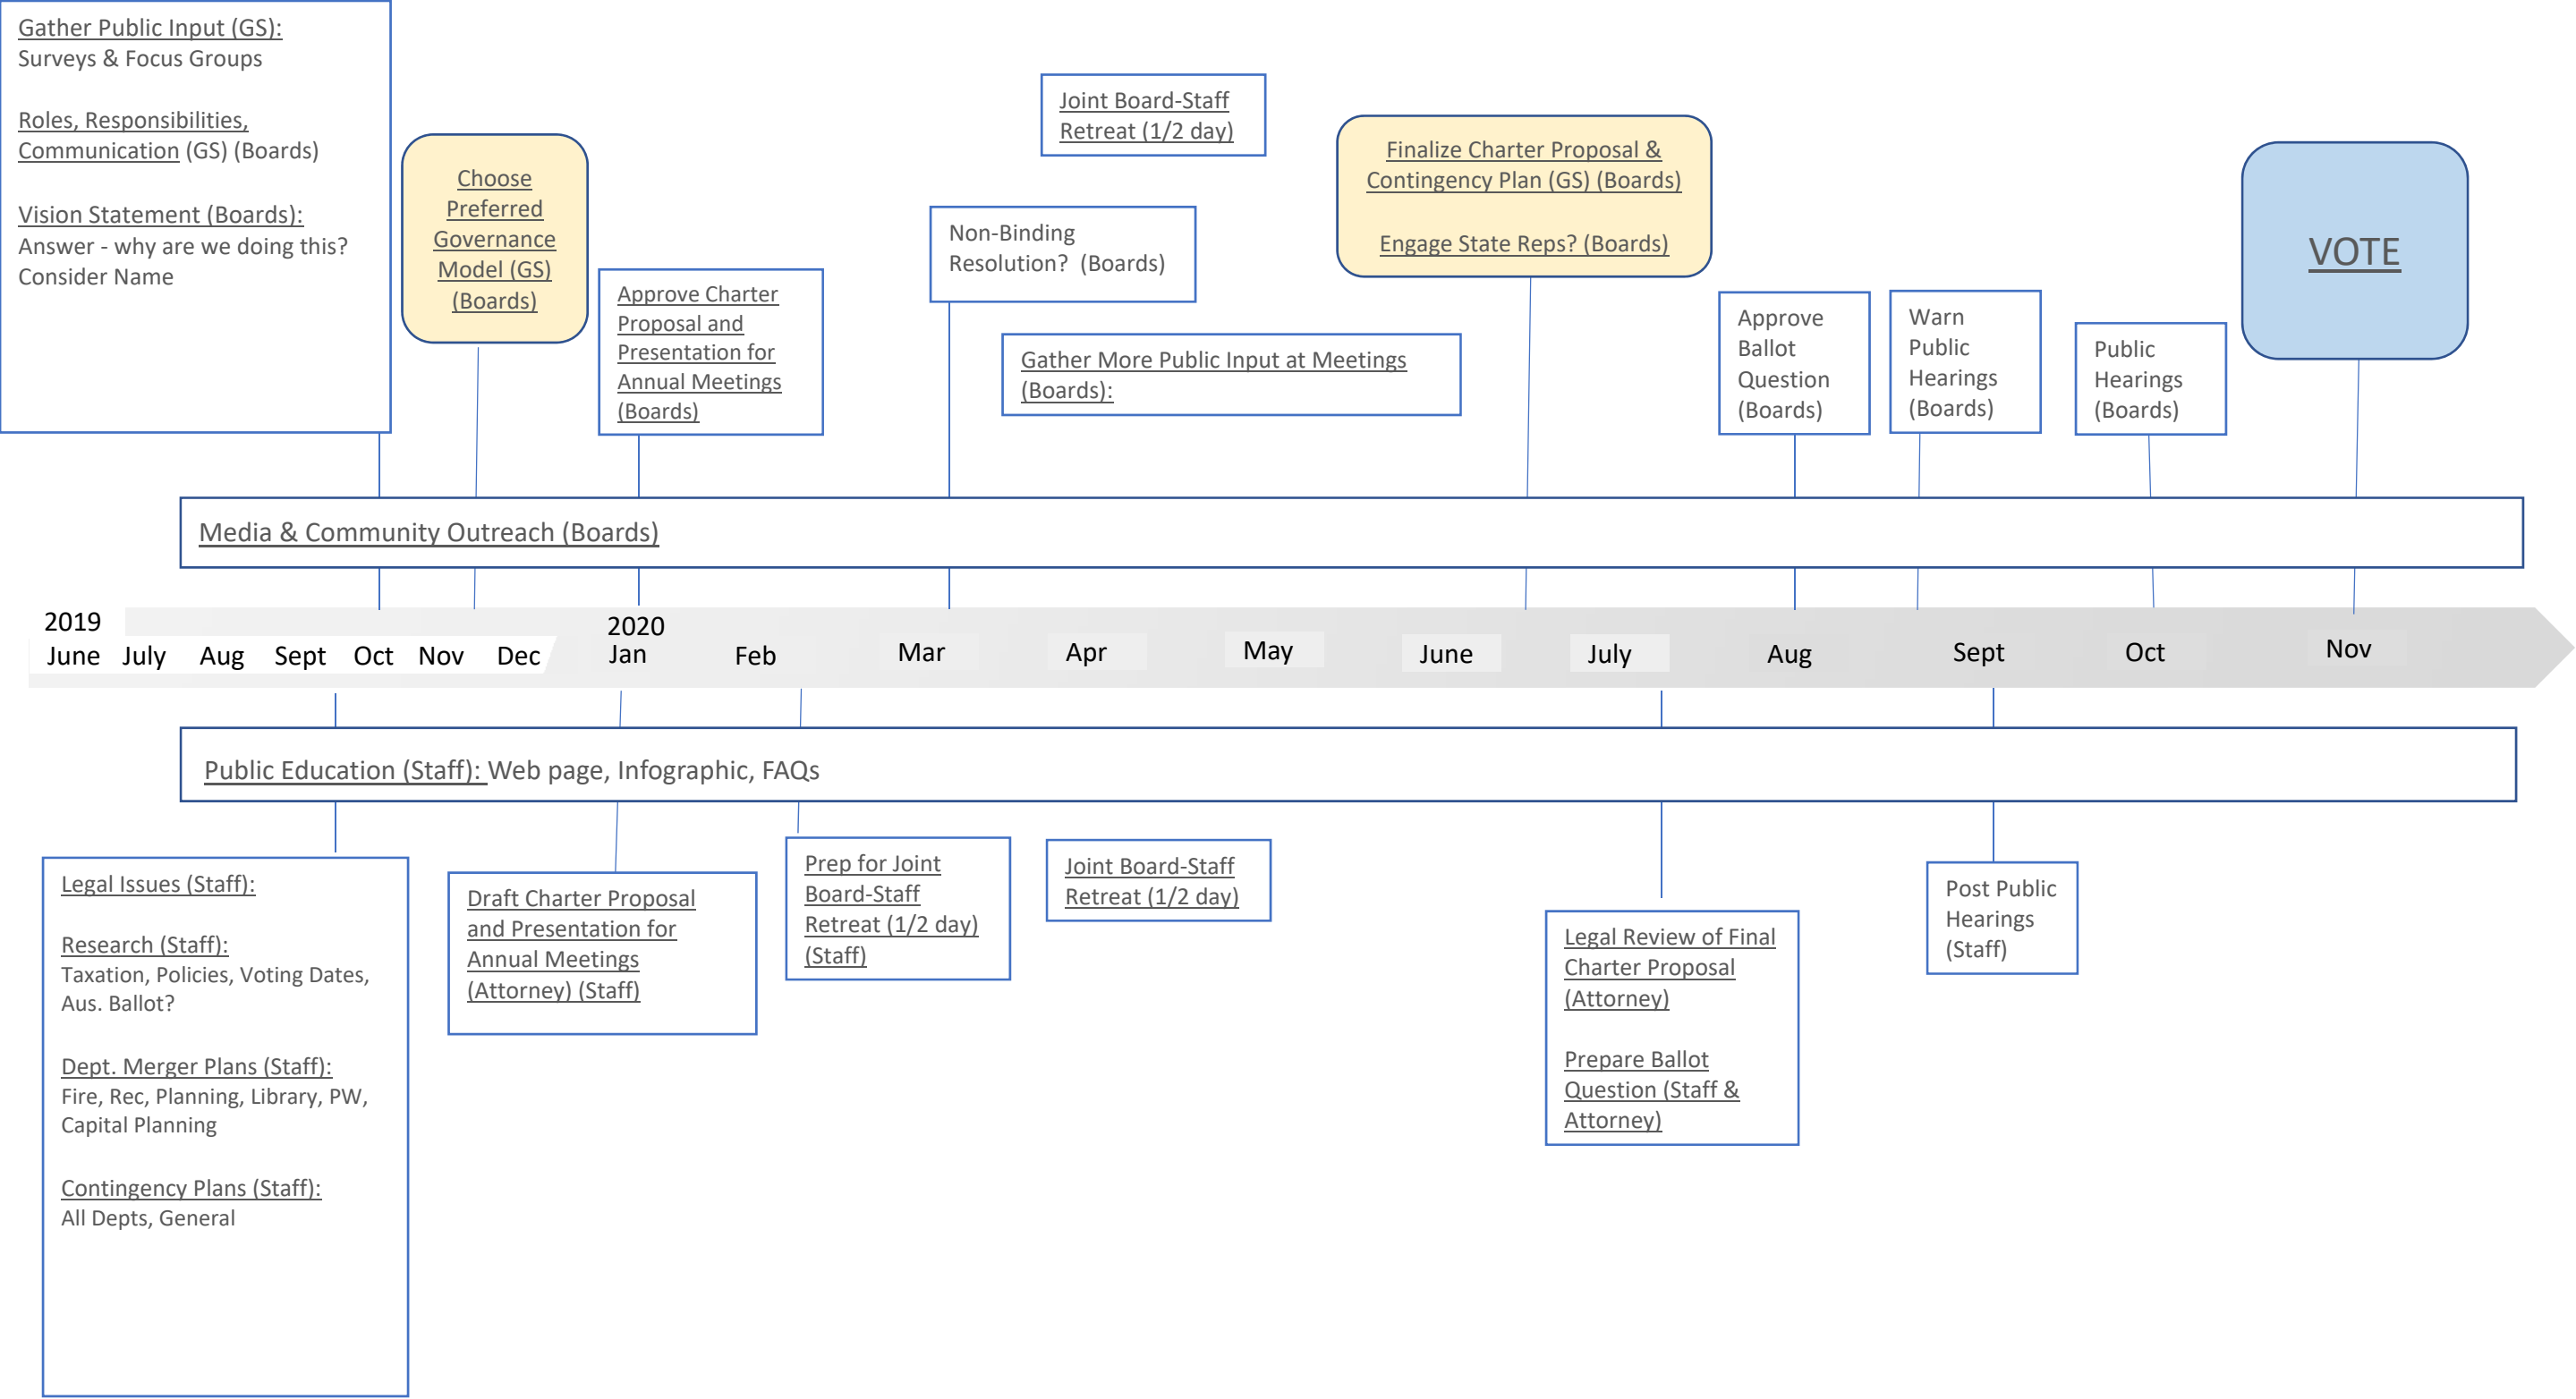 Gather Public Input (GS):
Surveys & Focus Groups
Roles, Responsibilities,
Communication (GS) (Boards)
Vision Statement (Boards):
Answer - why are we doing this?
Consider Name
Choose
Preferred
Governance
Model (GS)
(Boards)
Approve Charter
Proposal and
Presentation for
Annual Meetings
(Boards)
Joint Board-Staff
Retreat (1/2 day)
Non-Binding
Resolution?  (Boards)
Gather More Public Input at Meetings
(Boards):
Finalize Charter Proposal &
Contingency Plan (GS) (Boards)
Engage State Reps? (Boards)
Approve
Ballot
Question
(Boards)
Warn
Public
Hearings
(Boards)
Public
Hearings
(Boards)
VOTE
Media & Community Outreach (Boards)
2019
June
July
Aug
Sept
Oct
Nov
Dec
2020
Jan
Feb
Mar
Apr
May
June
July
Aug
Sept
Oct
Nov
Public Education (Staff): Web page, Infographic, FAQs
Legal Issues (Staff):
Research (Staff):
Taxation, Policies, Voting Dates,
Aus. Ballot?
Dept. Merger Plans (Staff):
Fire, Rec, Planning, Library, PW,
Capital Planning
Contingency Plans (Staff):
All Depts, General
Draft Charter Proposal
and Presentation for
Annual Meetings
(Attorney) (Staff)
Prep for Joint
Board-Staff
Retreat (1/2 day)
(Staff)
Joint Board-Staff
Retreat (1/2 day)
Legal Review of Final
Charter Proposal
(Attorney)
Prepare Ballot
Question (Staff &
Attorney)
Post Public
Hearings
(Staff)